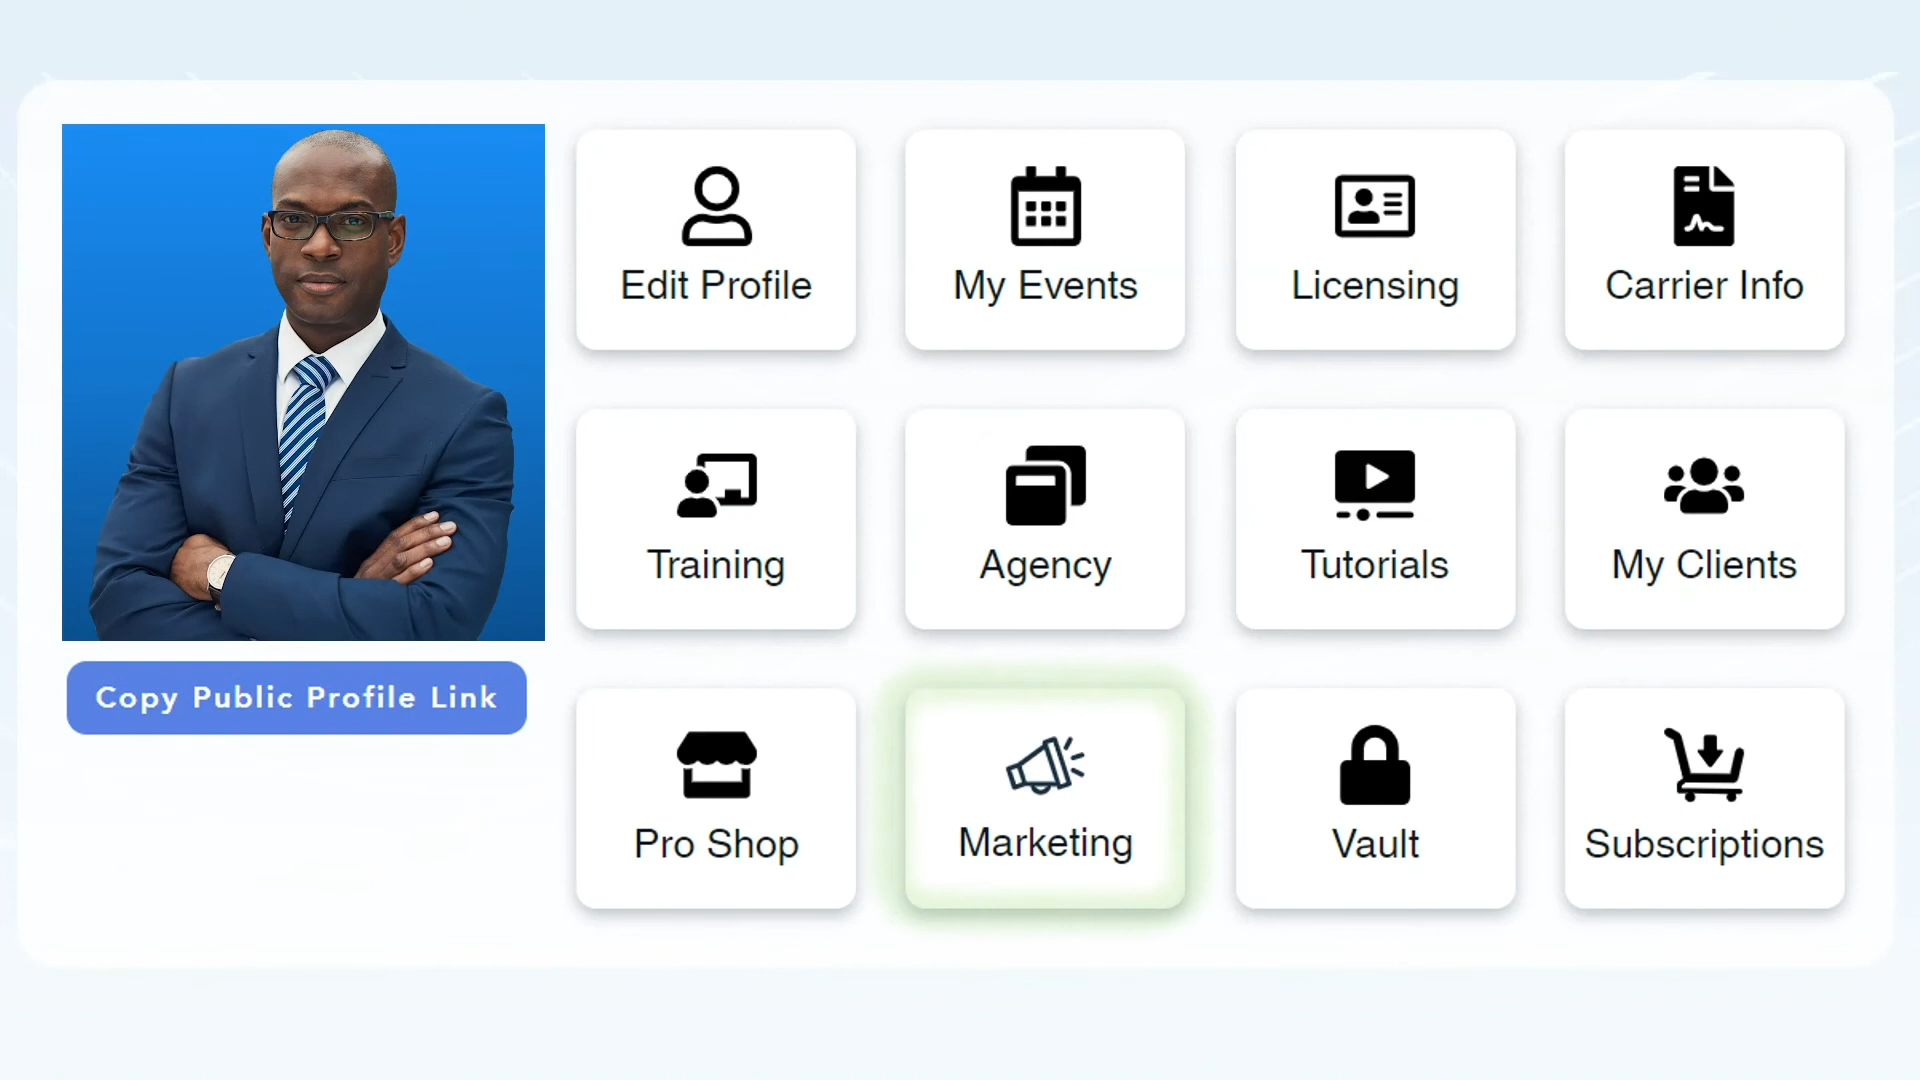 Edit Profile
My Events
Licensing
Carrier Info
Training
Agency
Tutorials
My Clients
Copy Public Profile Link
Pro Shop
Marketing
Vault
Subscriptions